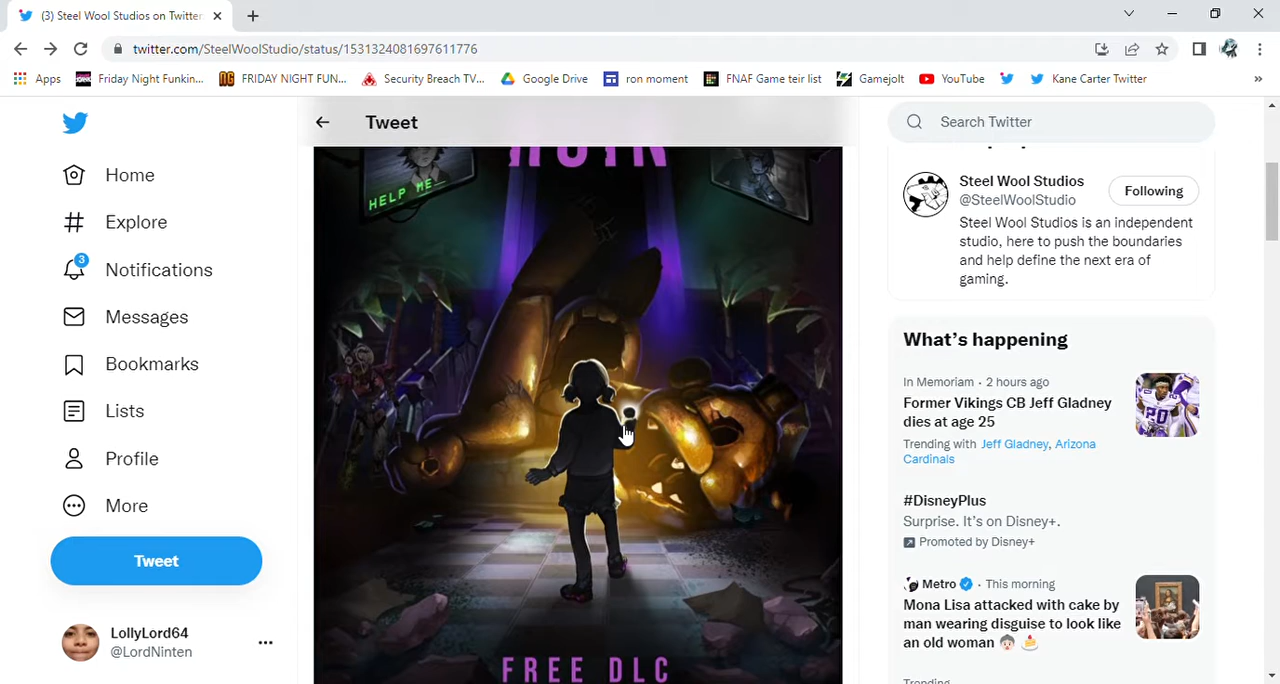 (3) Steel Wool Studios on Twitter
twitter.com/SteelWoolStudio/status/1531324081697611776
Apps
Friday Night Funkin...
FRIDAY NIGHT FUN...
Security Breach TV...
Google Drive
ron moment
FNAF Game teir list
Gamejolt
YouTube
Kane Carter Twitter
»
Tweet
Search Twitter
Home
Explore
3
Notifications
Messages
Bookmarks
Lists
Profile
More
Tweet
LollyLord64
@LordNinten
HELP ME_
FREE DLC
Steel Wool Studios
@SteelWoolStudio
Following
Steel Wool Studios is an independent
studio, here to push the boundaries
and help define the next era of
gaming.
What's happening
In Memoriam · 2 hours ago
Former Vikings CB Jeff Gladney
dies at age 25
Trending with Jeff Gladney, Arizona
Cardinals
20
#DisneyPlus
Surprise. It's on Disney+.
Promoted by Disney+
Metro · This morning
Mona Lisa attacked with cake by
man wearing disguise to look like
an old woman 👵🏻 🍰
Trending